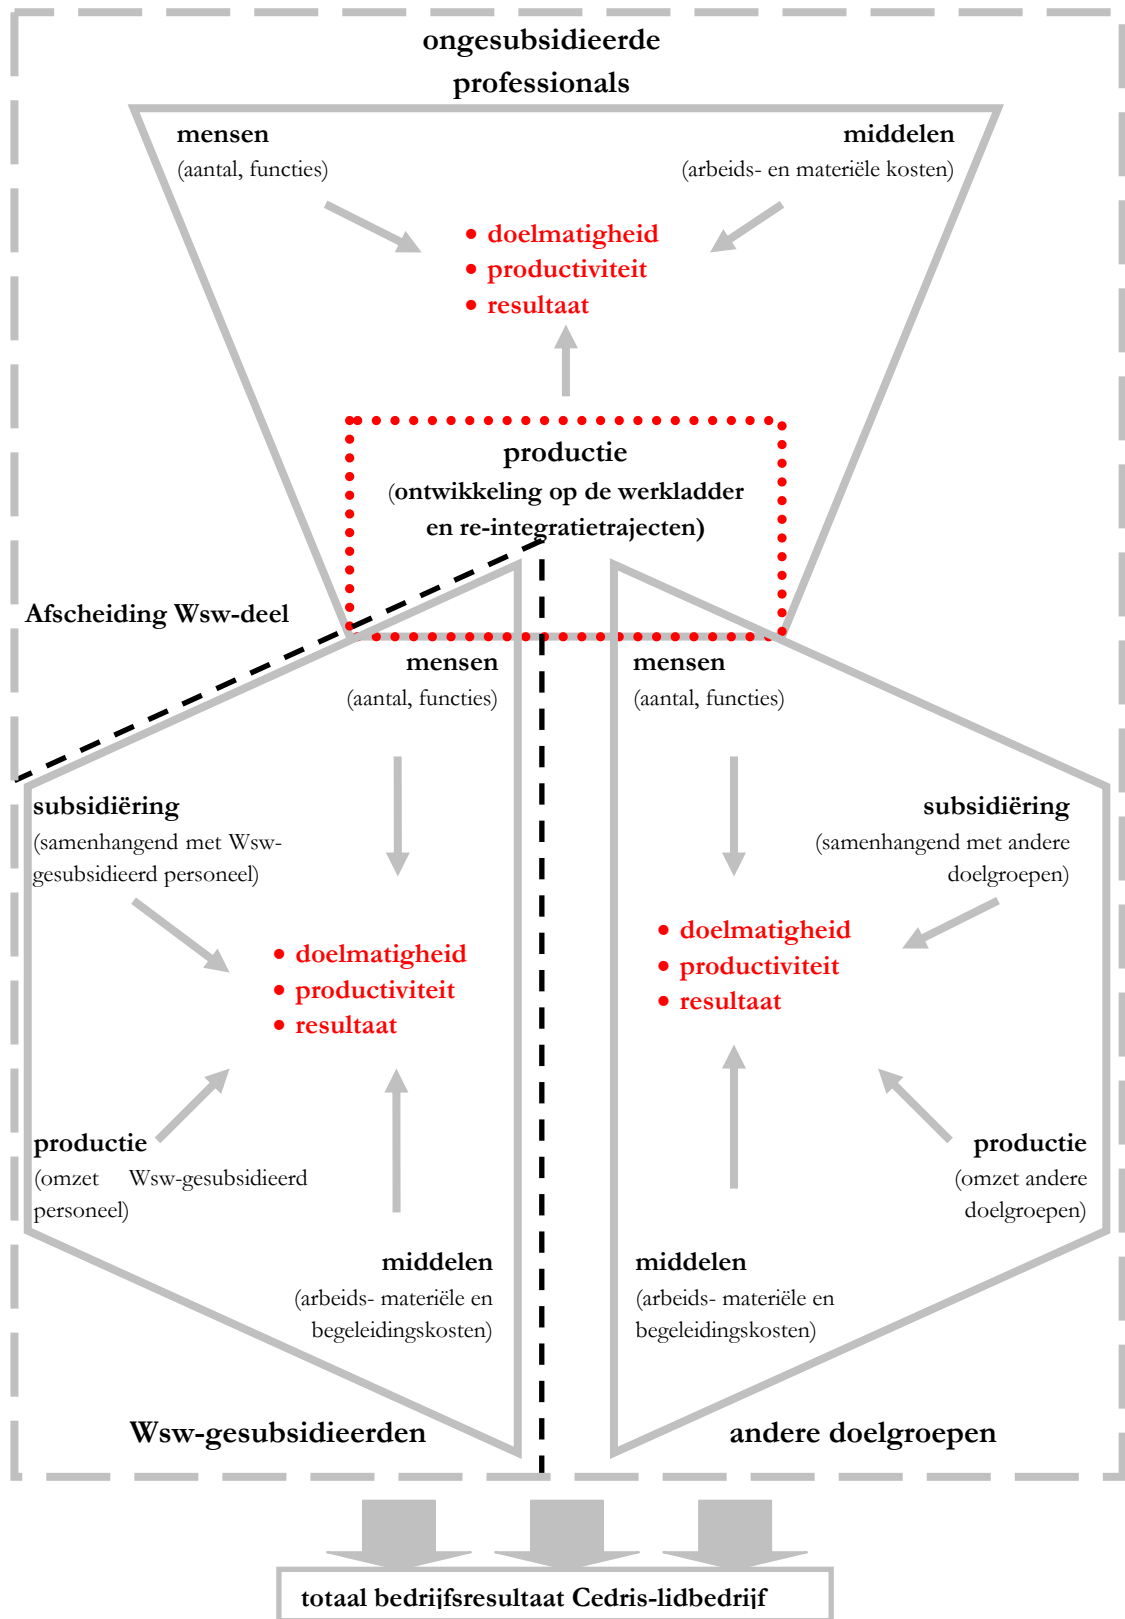 ongesubsidieerde
professionals
mensen
(aantal, functies)
middelen
(arbeids- en materiële kosten)
• doelmatigheid
• productiviteit
• resultaat
productie
(ontwikkeling op de werkladder
en re-integratietrajecten)
Afscheiding Wsw-deel
mensen
(aantal, functies)
subsidiëring
(samenhangend met Wsw-
gesubsidieerd personeel)
• doelmatigheid
• productiviteit
• resultaat
productie
(omzet Wsw-gesubsidieerd
personeel)
middelen
(arbeids- materiële en
begeleidingskosten)
Wsw-gesubsidieerden
mensen
(aantal, functies)
subsidiëring
(samenhangend met andere
doelgroepen)
• doelmatigheid
• productiviteit
• resultaat
productie
(omzet andere
doelgroepen)
middelen
(arbeids- materiële en
begeleidingskosten)
andere doelgroepen
totaal bedrijfsresultaat Cedris-lidbedrijf